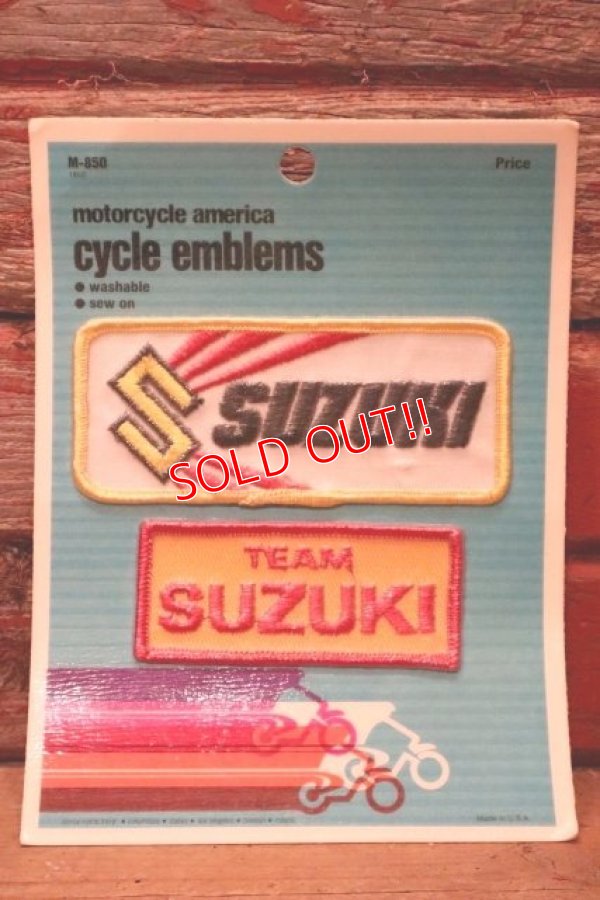 M-850
Price
motorcycle america
cycle emblems
● washable
● sew on
S SUZUKI
SOLD OUT!!
TEAM
SUZUKI
Made in U.S.A.